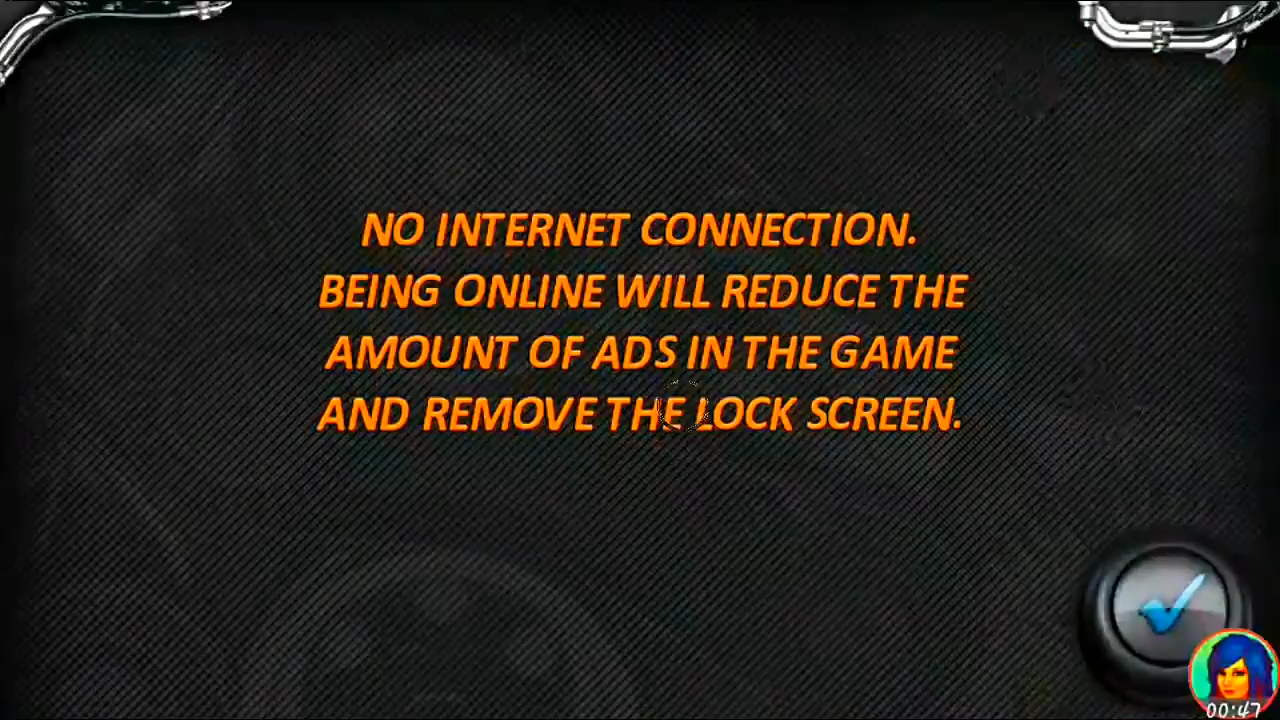 NO INTERNET CONNECTION.
BEING ONLINE WILL REDUCE THE
AMOUNT OF ADS IN THE GAME
AND REMOVE THE LOCK SCREEN.
00:47